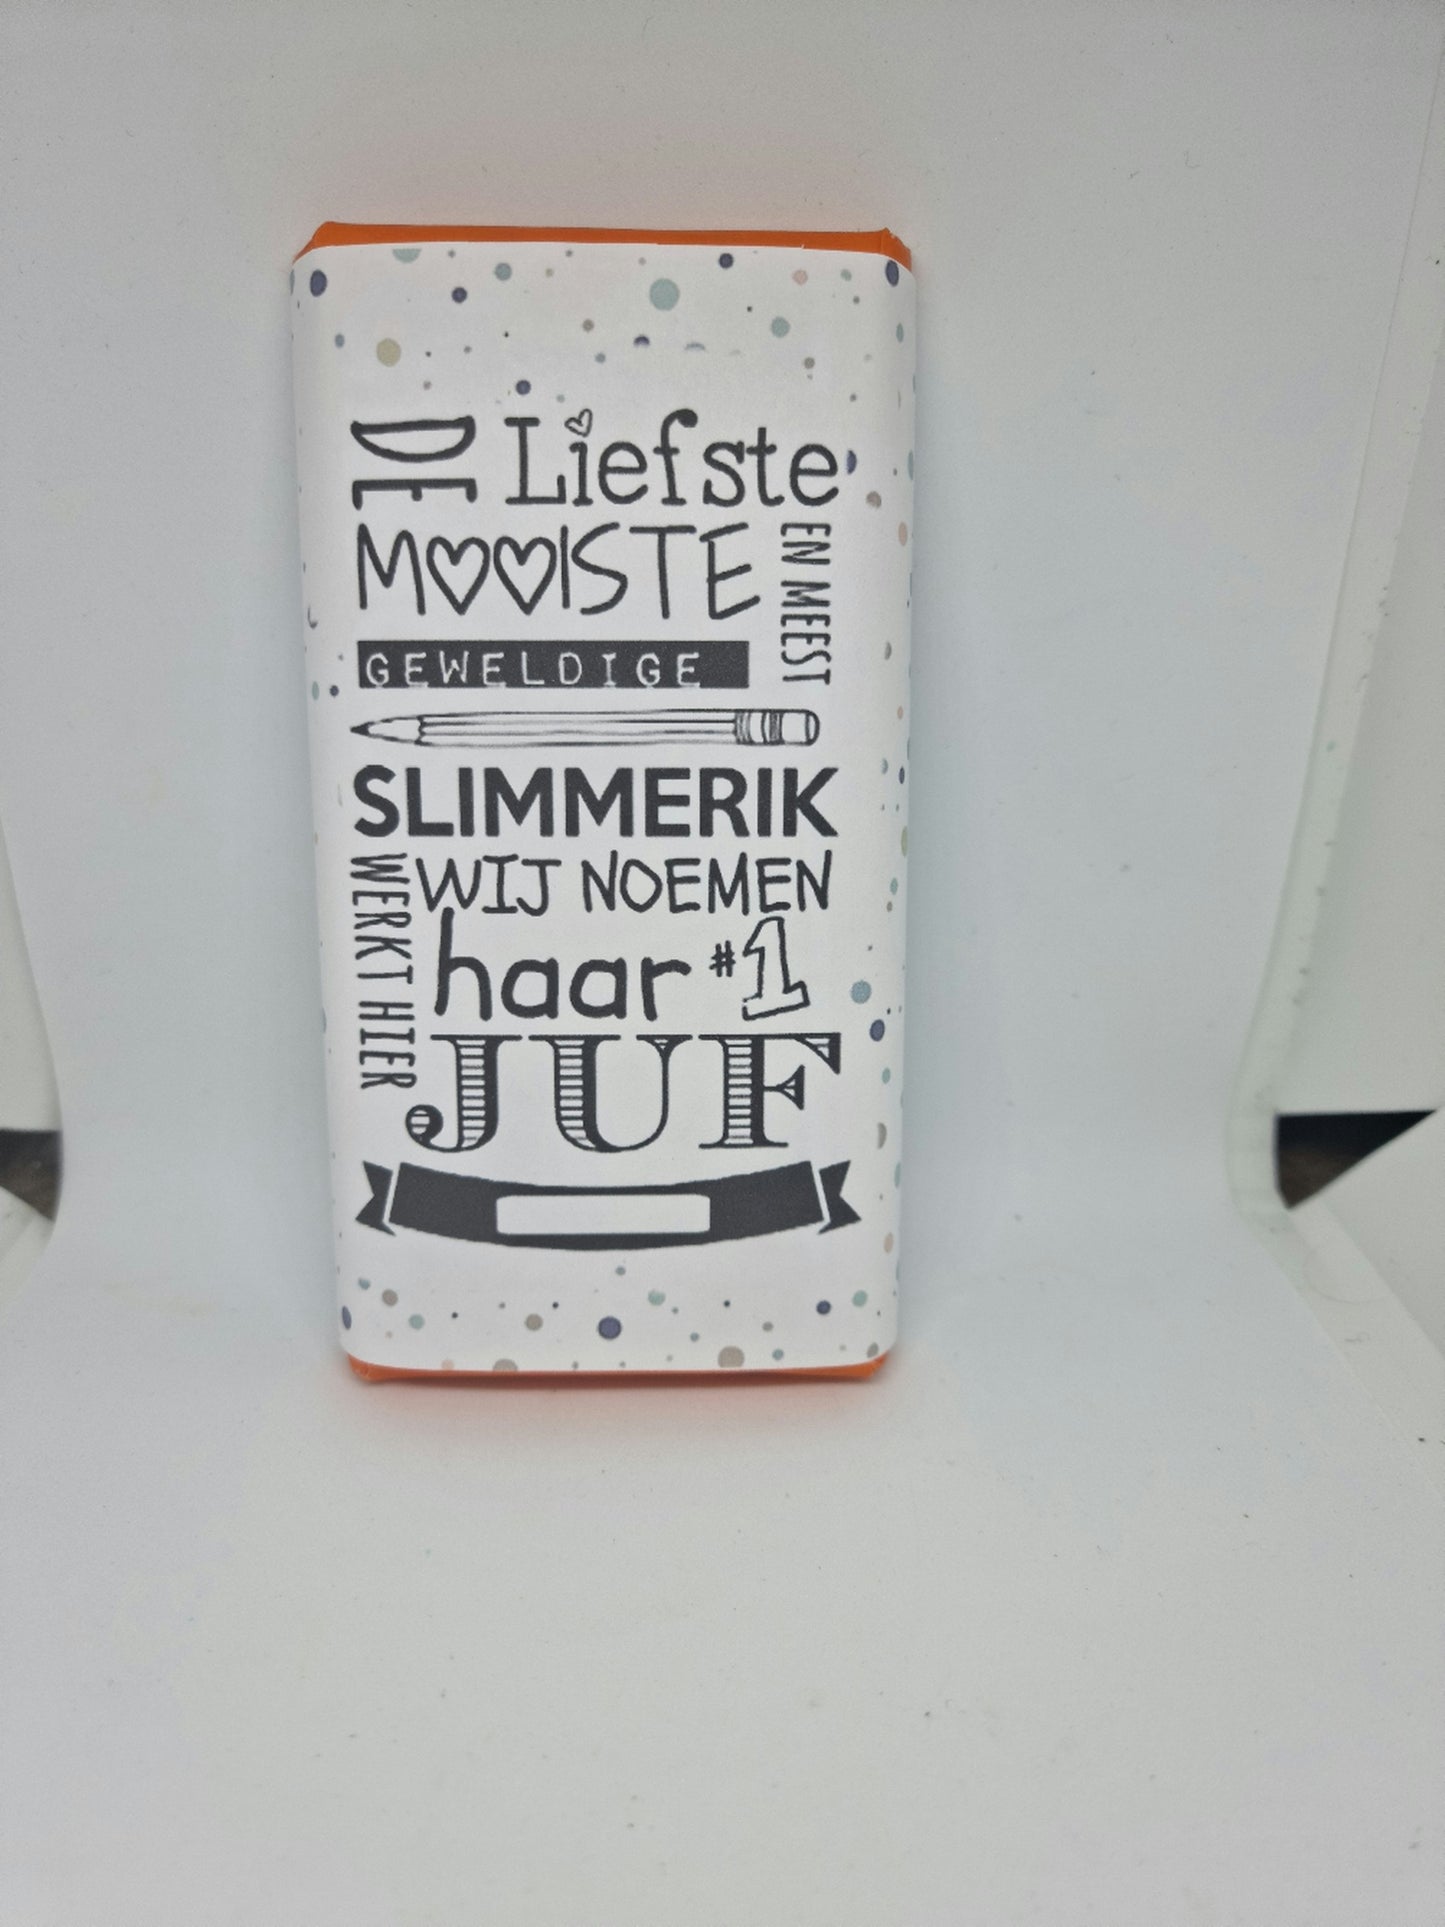 DE Liefste
MOOISTE
EN MEEST
GEWELDIGE
SLIMMERIK
WERKT HIER
WIJ NOEMEN
haar #1
JUF